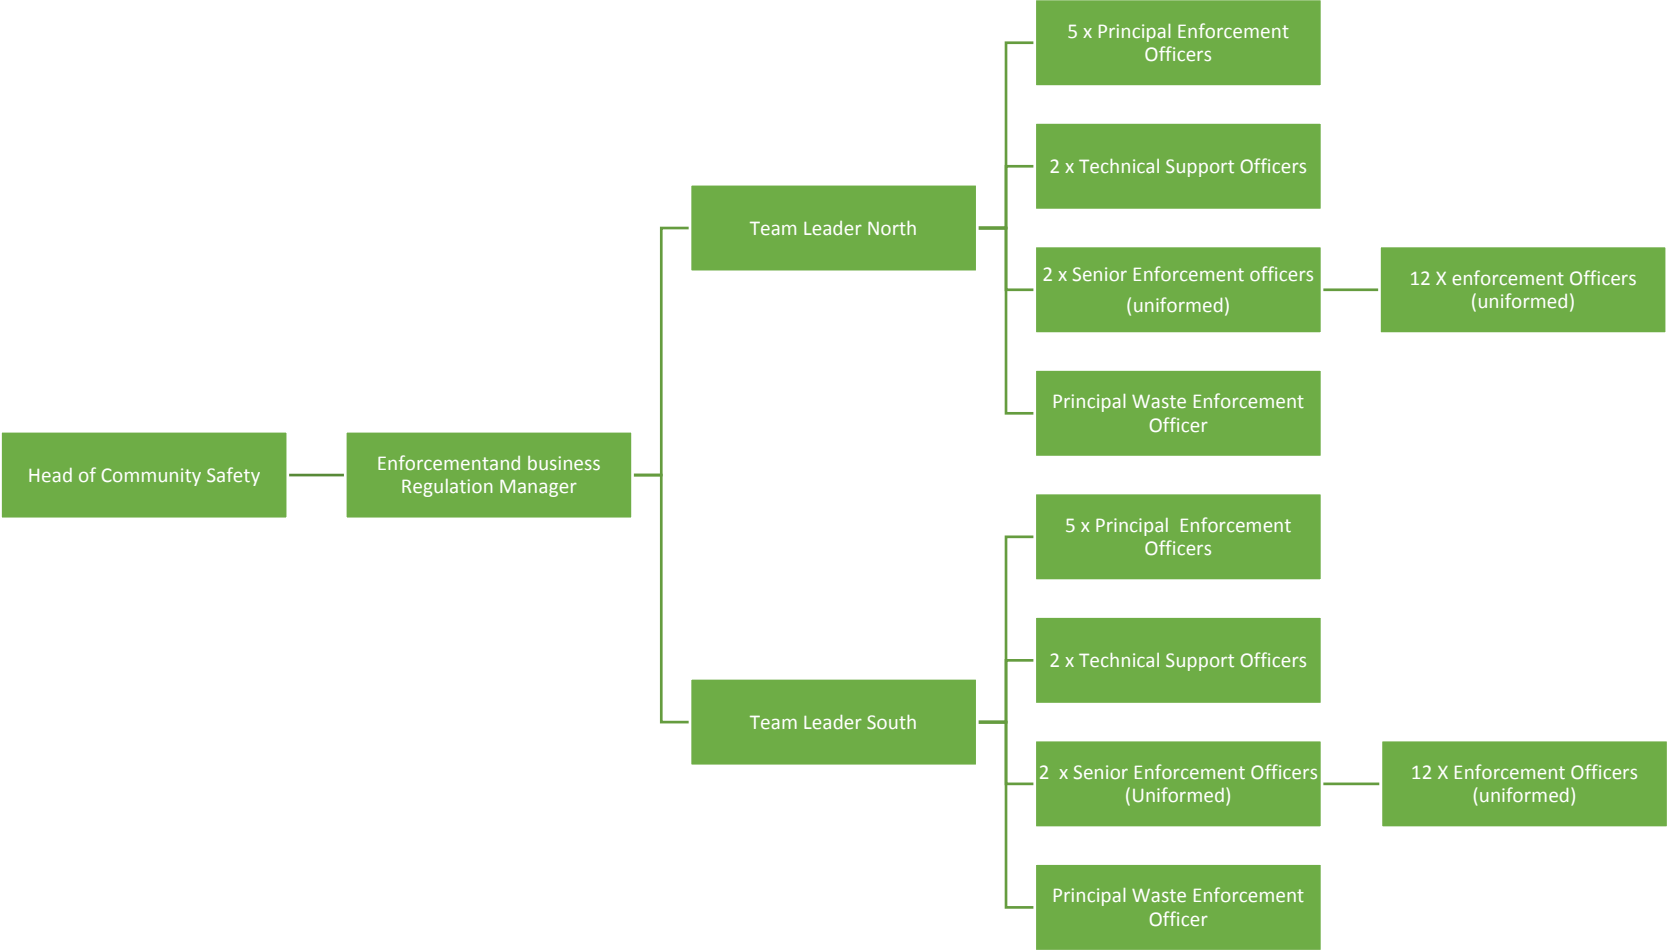 Head of Community Safety
Enforcementand business
Regulation Manager
Team Leader North
5 x Principal Enforcement
Officers
2 x Technical Support Officers
2 x Senior Enforcement officers
(uniformed)
12 X enforcement Officers
(uniformed)
Principal Waste Enforcement
Officer
Team Leader South
5 x Principal  Enforcement
Officers
2 x Technical Support Officers
2  x Senior Enforcement Officers
(Uniformed)
12 X Enforcement Officers
(uniformed)
Principal Waste Enforcement
Officer